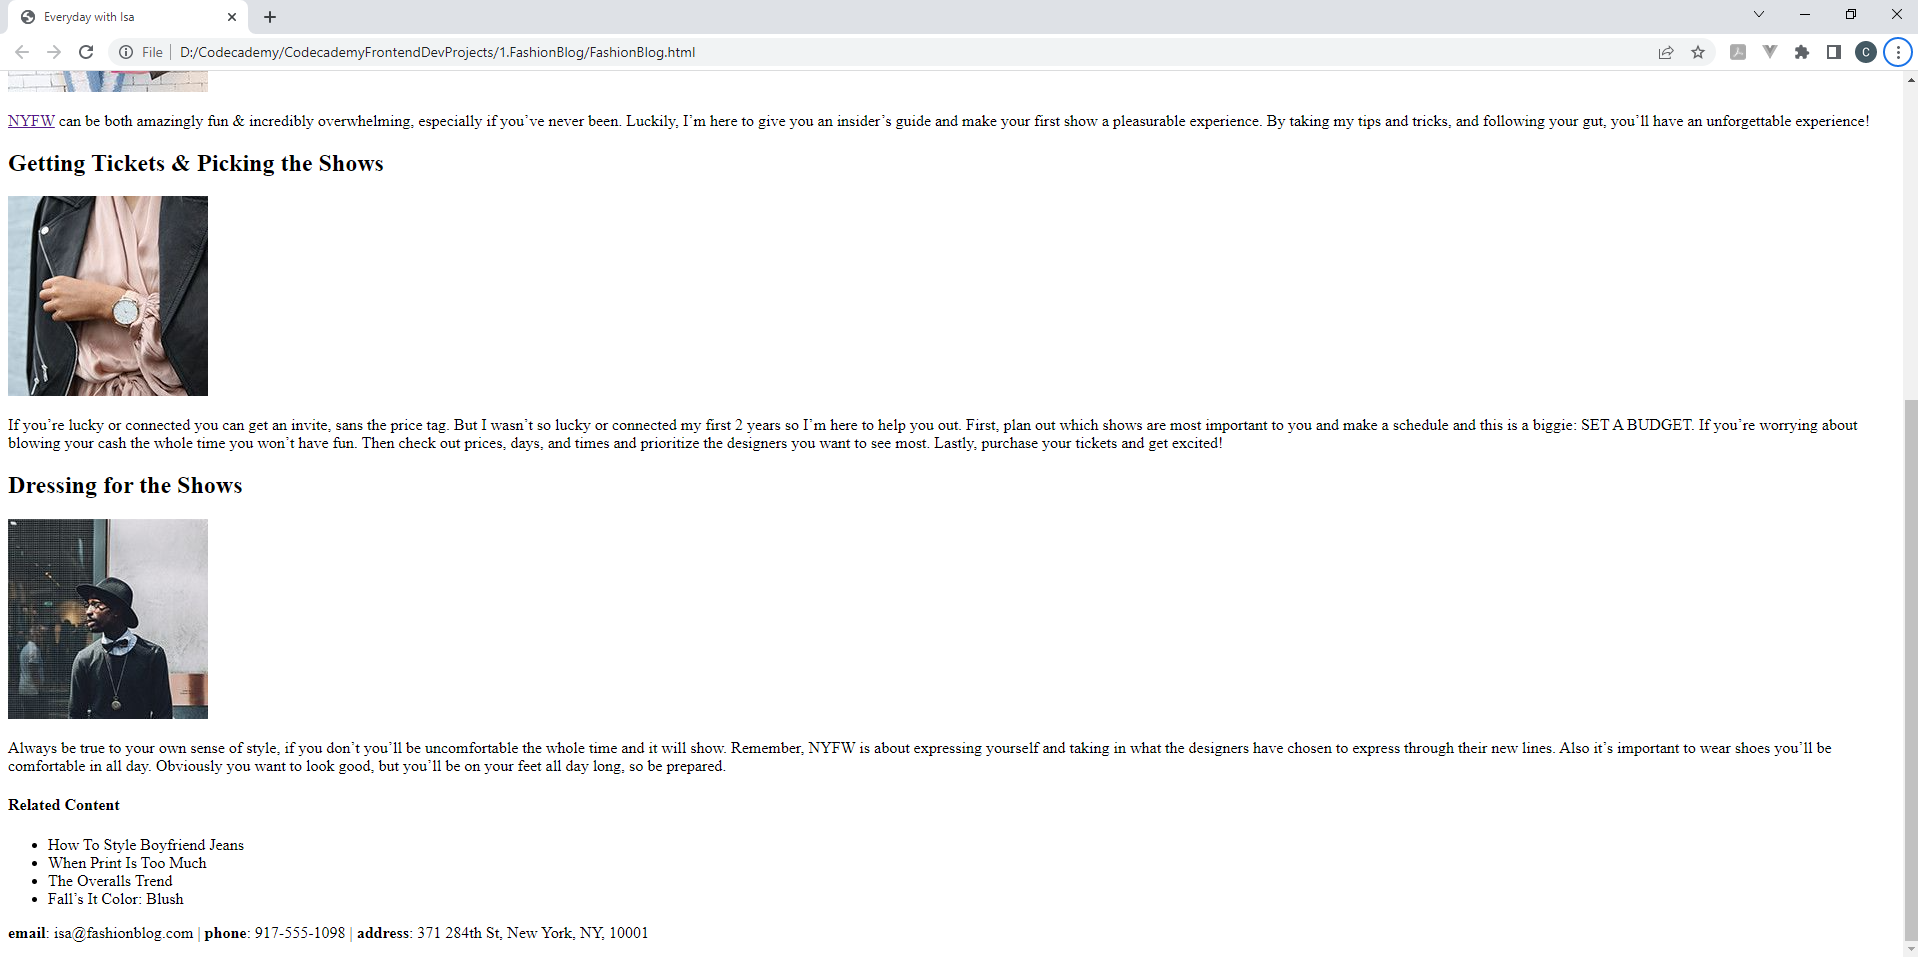 Everyday with Isa
File | D:/Codecademy/CodecademyFrontendDevProjects/1.FashionBlog/FashionBlog.html
C
NYFW can be both amazingly fun & incredibly overwhelming, especially if you’ve never been. Luckily, I’m here to give you an insider’s guide and make your first show a pleasurable experience. By taking my tips and tricks, and following your gut, you’ll have an unforgettable experience!
Getting Tickets & Picking the Shows
If you’re lucky or connected you can get an invite, sans the price tag. But I wasn’t so lucky or connected my first 2 years so I’m here to help you out. First, plan out which shows are most important to you and make a schedule and this is a biggie: SET A BUDGET. If you’re worrying about
blowing your cash the whole time you won’t have fun. Then check out prices, days, and times and prioritize the designers you want to see most. Lastly, purchase your tickets and get excited!
Dressing for the Shows
Always be true to your own sense of style, if you don’t you’ll be uncomfortable the whole time and it will show. Remember, NYFW is about expressing yourself and taking in what the designers have chosen to express through their new lines. Also it’s important to wear shoes you’ll be
comfortable in all day. Obviously you want to look good, but you’ll be on your feet all day long, so be prepared.
Related Content
• How To Style Boyfriend Jeans
• When Print Is Too Much
• The Overalls Trend
• Fall’s It Color: Blush
email: isa@fashionblog.com | phone: 917-555-1098 | address: 371 284th St, New York, NY, 10001